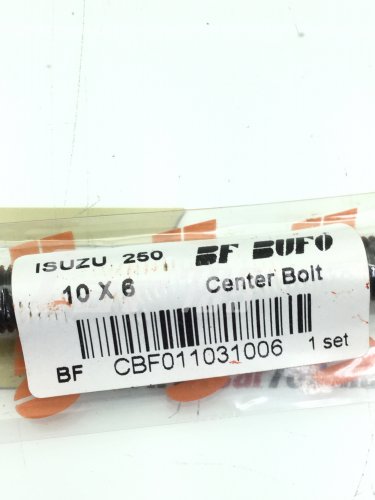 ISUZU 250 BF BUFO
10 X 6 Center Bolt
BF CBF011031006 1 set